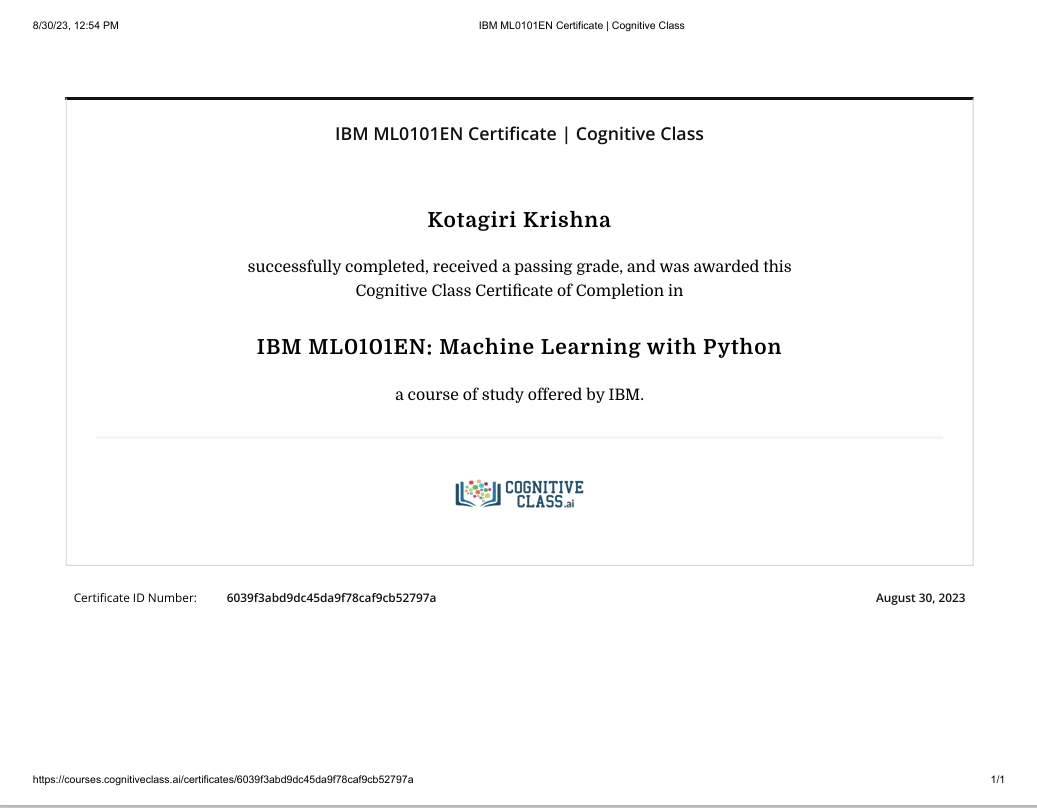 8/30/23, 12:54 PM IBM ML0101EN Certificate | Cognitive Class
IBM ML0101EN Certificate | Cognitive Class
Kotagiri Krishna
successfully completed, received a passing grade, and was awarded this
Cognitive Class Certificate of Completion in
IBM ML0101EN: Machine Learning with Python
a course of study offered by IBM.
COGNITIVE
CLASS.ai
Certificate ID Number: 6039f3abd9dc45da9f78caf9cb52797a August 30, 2023
https://courses.cognitiveclass.ai/certificates/6039f3abd9dc45da9f78caf9cb52797a 1/1